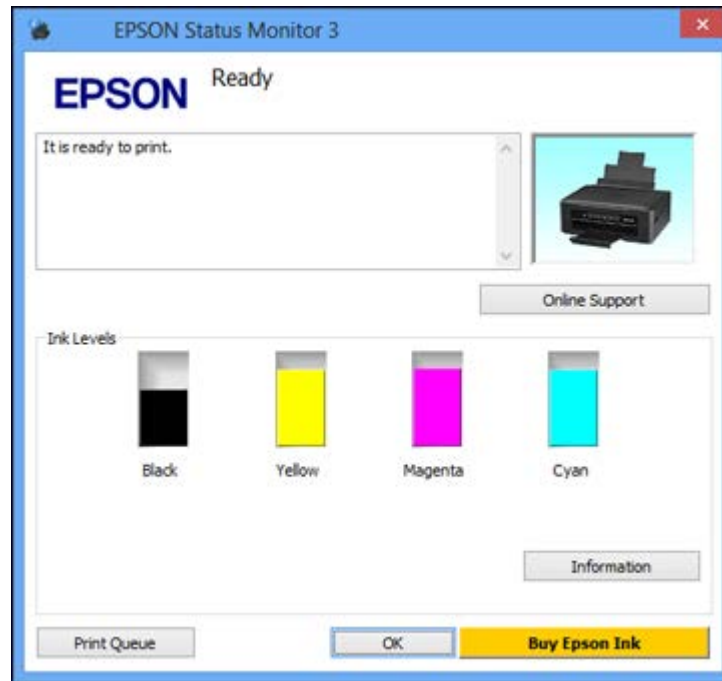 EPSON Status Monitor 3
EPSON
Ready
It is ready to print.
Online Support
Ink Levels
Black
Yellow
Magenta
Cyan
Information
Print Queue
OK
Buy Epson Ink